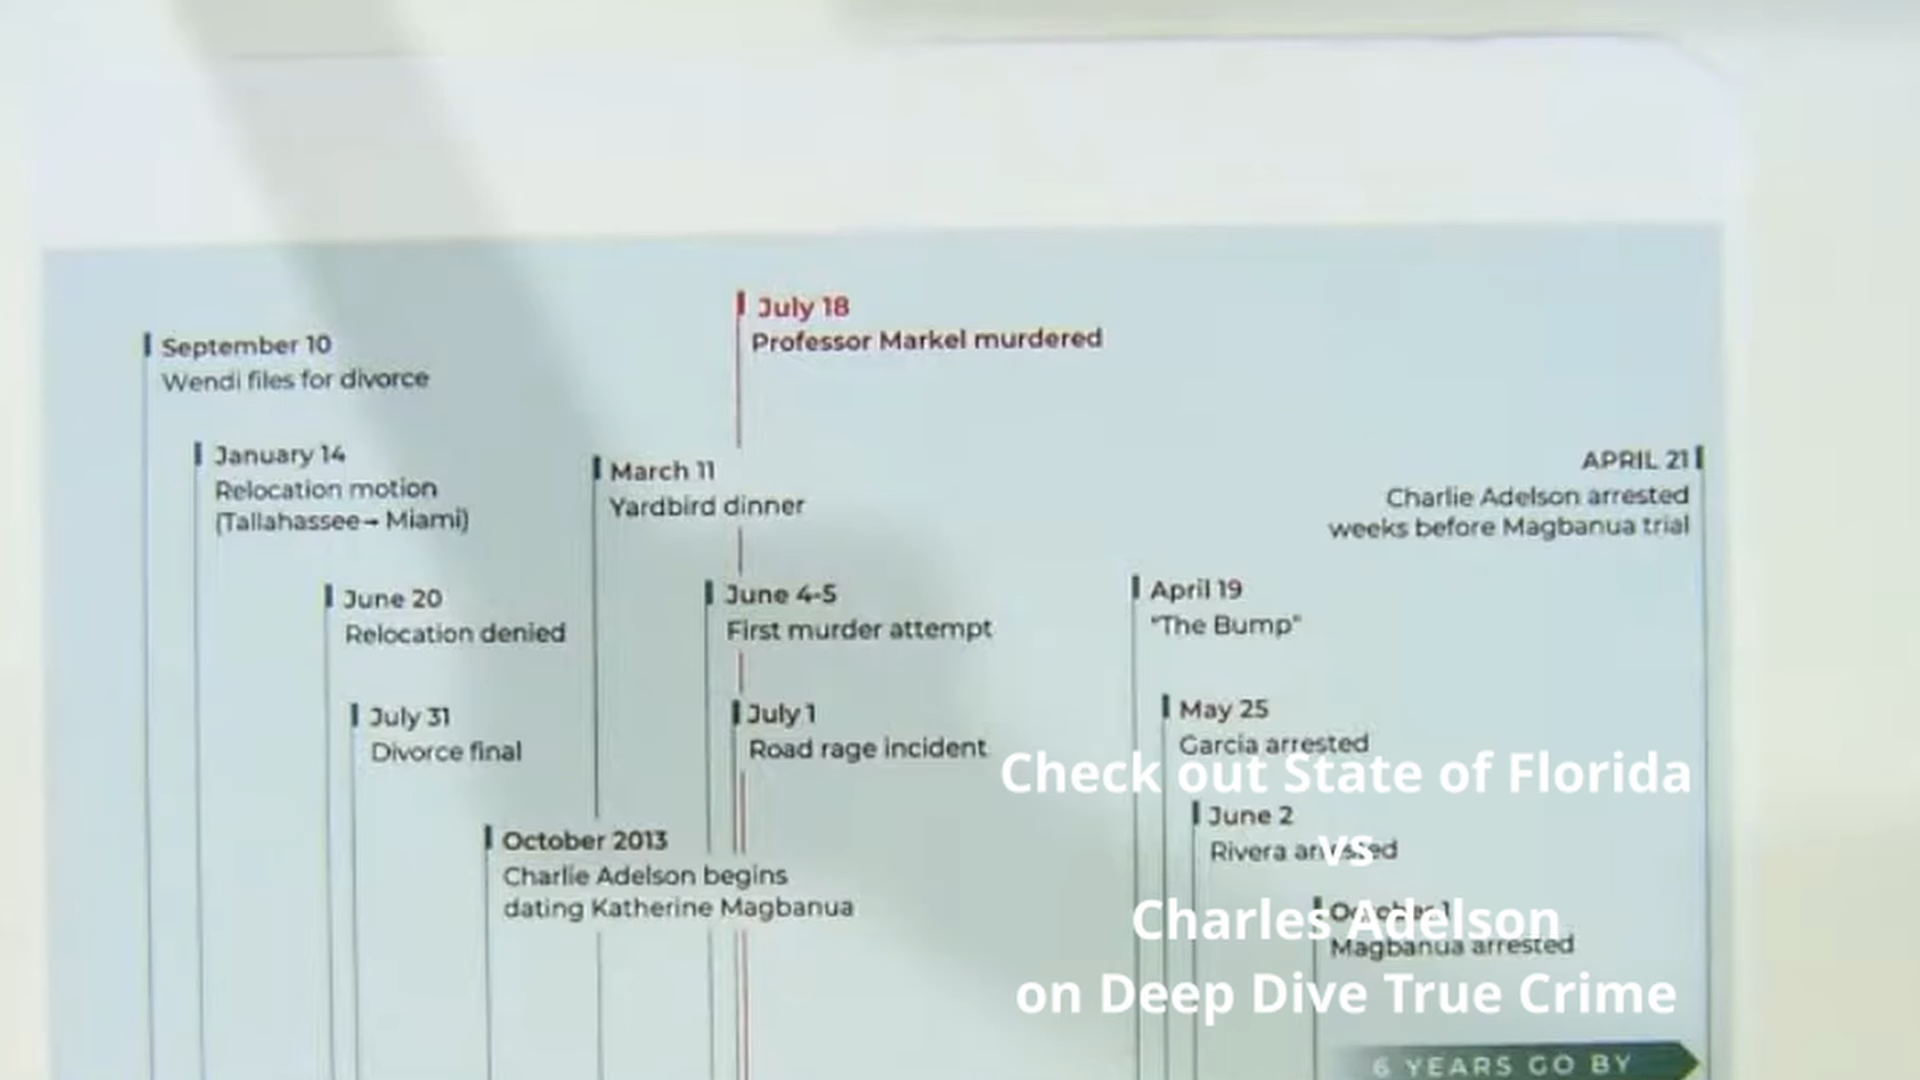 July 18
Professor Markel murdered
September 10
Wendi files for divorce
January 14
Relocation motion
(Tallahassee→ Miami)
March 11
Yardbird dinner
APRIL 21
Charlie Adelson arrested
weeks before Magbanua trial
June 20
Relocation denied
June 4-5
First murder attempt
April 19
"The Bump"
July 31
Divorce final
July 1
Road rage incident
May 25
Garcia arrested
June 2
Rivera arrested
October 2013
Charlie Adelson begins
dating Katherine Magbanua
October 1
Magbanua arrested
6 YEARS GO BY
Check out State of Florida
vs
Charles Adelson
on Deep Dive True Crime